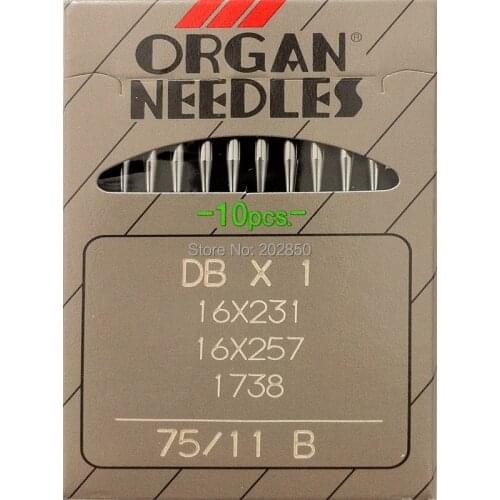 ORGAN®
NEEDLES
-10pcs.-
Store No: 202850
DB X 1
16X231
16X257
1738
75/11 B